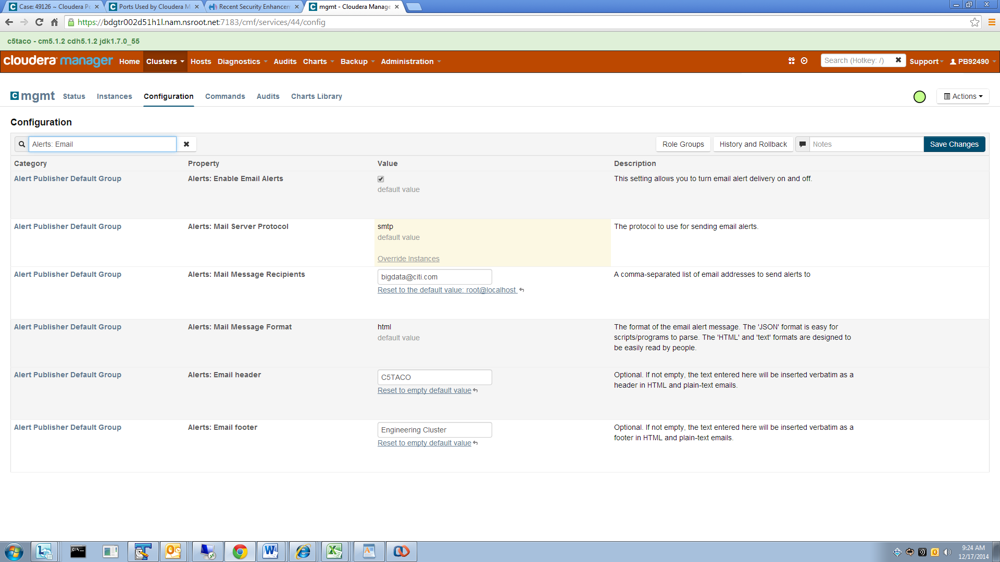 Case: 49126 ~ Cloudera Po
Ports Used by Cloudera M
Recent Security Enhancem
mgmt - Cloudera Manage
https://bdgtr002d51h1l.nam.nsroot.net:7183/cmf/services/44/config
c5taco - cm5.1.2 cdh5.1.2 jdk1.7.0_55
cloudera manager Home Clusters Hosts Diagnostics Audits Charts Backup Administration Search (Hotkey: /) Support PB92490
C mgmt Status Instances Configuration Commands Audits Charts Library Actions
Configuration
Alerts: Email Role Groups History and Rollback Notes Save Changes
Category Property Value Description
Alert Publisher Default Group Alerts: Enable Email Alerts This setting allows you to turn email alert delivery on and off.
default value
Alert Publisher Default Group Alerts: Mail Server Protocol smtp The protocol to use for sending email alerts.
default value
Override Instances
Alert Publisher Default Group Alerts: Mail Message Recipients bigdata@citi.com A comma-separated list of email addresses to send alerts to
Reset to the default value: root@localhost
Alert Publisher Default Group Alerts: Mail Message Format html The format of the email alert message. The 'JSON' format is easy for
default value scripts/programs to parse. The 'HTML' and 'text' formats are designed to
be easily read by people.
Alert Publisher Default Group Alerts: Email header C5TACO Optional. If not empty, the text entered here will be inserted verbatim as a
header in HTML and plain-text emails.
Reset to empty default value
Alert Publisher Default Group Alerts: Email footer Engineering Cluster Optional. If not empty, the text entered here will be inserted verbatim as a
footer in HTML and plain-text emails.
Reset to empty default value
9:24 AM
12/17/2014